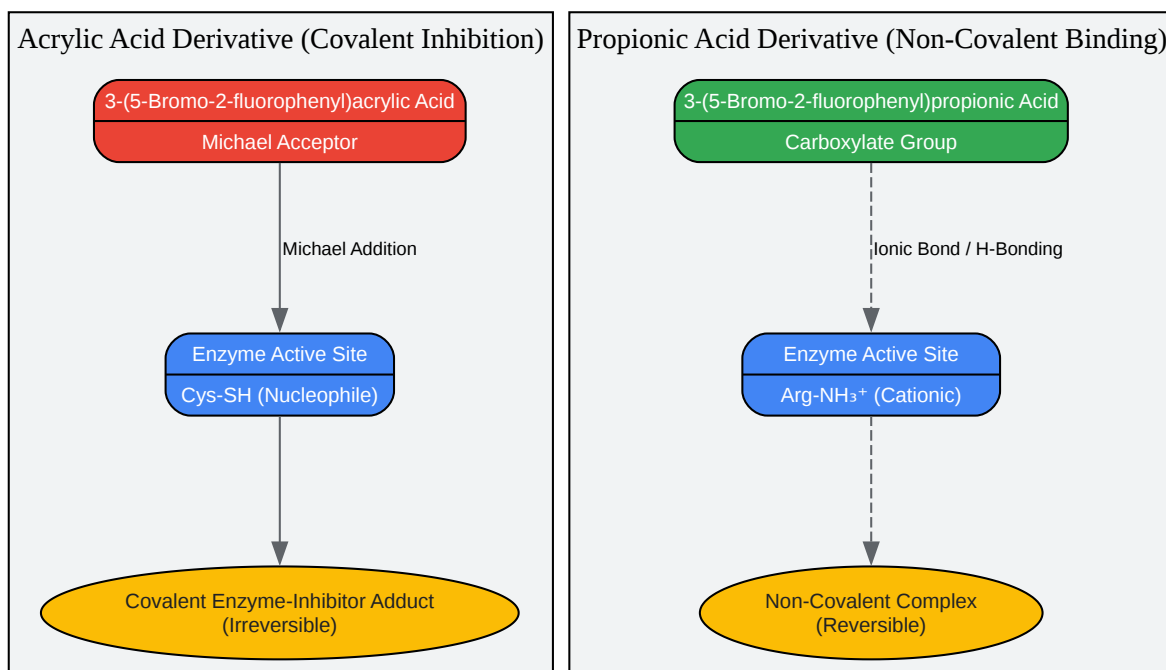 Acrylic Acid Derivative (Covalent Inhibition)
3-(5-Bromo-2-fluorophenyl)acrylic Acid
Michael Acceptor
Michael Addition
Enzyme Active Site
Cys-SH (Nucleophile)
Covalent Enzyme-Inhibitor Adduct
(Irreversible)
Propionic Acid Derivative (Non-Covalent Binding)
3-(5-Bromo-2-fluorophenyl)propionic Acid
Carboxylate Group
Ionic Bond / H-Bonding
Enzyme Active Site
Arg-NH₃⁺ (Cationic)
Non-Covalent Complex
(Reversible)